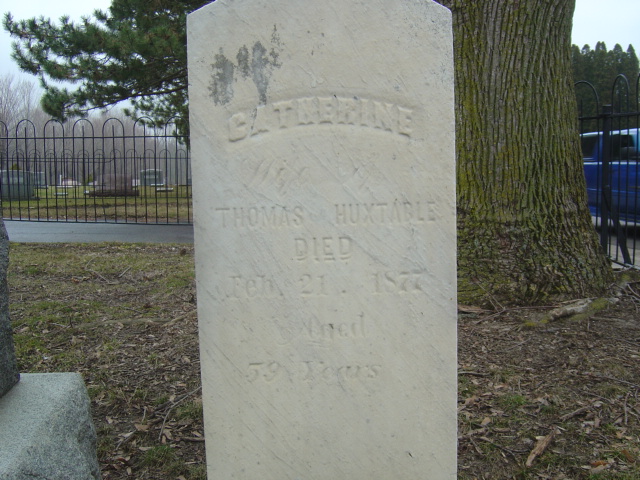 CATHERINE
Wife of
THOMAS HUXTABLE
DIED
Feb. 21. 1877
Aged
59 Years